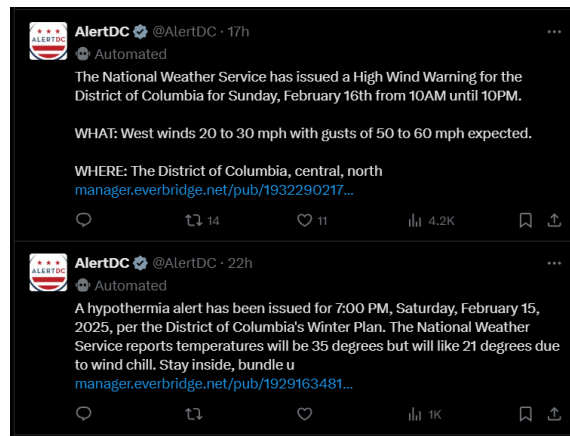 AlertDC @AlertDC · 17h
Automated
The National Weather Service has issued a High Wind Warning for the
District of Columbia for Sunday, February 16th from 10AM until 10PM.
WHAT: West winds 20 to 30 mph with gusts of 50 to 60 mph expected.
WHERE: The District of Columbia, central, north
manager.everbridge.net/pub/1932290217...
14 11 4.2K
ALERTDC
AlertDC @AlertDC · 22h
Automated
A hypothermia alert has been issued for 7:00 PM, Saturday, February 15,
2025, per the District of Columbia's Winter Plan. The National Weather
Service reports temperatures will be 35 degrees but will like 21 degrees due
to wind chill. Stay inside, bundle u
manager.everbridge.net/pub/1929163481...
1K
ALERTDC